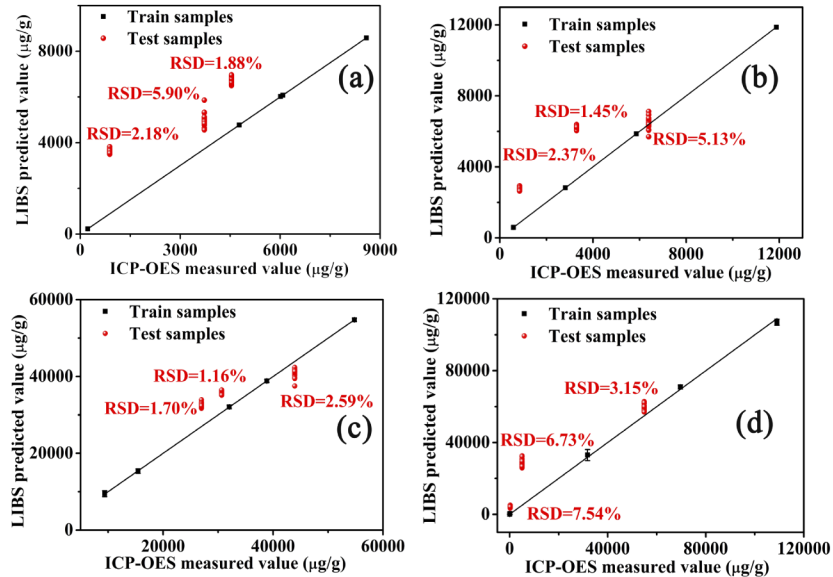 Train samples
Test samples
RSD=1.88%
RSD=5.90%
RSD=2.18%
(a)
8000
4000
0
0 3000 6000 9000
LIBS predicted value (μg/g)
ICP-OES measured value (μg/g)
Train samples
Test samples
RSD=1.45%
RSD=2.37%
RSD=5.13%
(b)
12000
8000
4000
0
0 4000 8000 12000
LIBS predicted value (μg/g)
ICP-OES measured value (μg/g)
Train samples
Test samples
RSD=1.16%
RSD=1.70%
RSD=2.59%
(c)
60000
50000
40000
30000
20000
10000
0
20000 40000 60000
LIBS predicted value (μg/g)
ICP-OES measured value (μg/g)
Train samples
Test samples
RSD=3.15%
RSD=6.73%
RSD=7.54%
(d)
120000
80000
40000
0
0 40000 80000 120000
LIBS predicted value (μg/g)
ICP-OES measured value (μg/g)